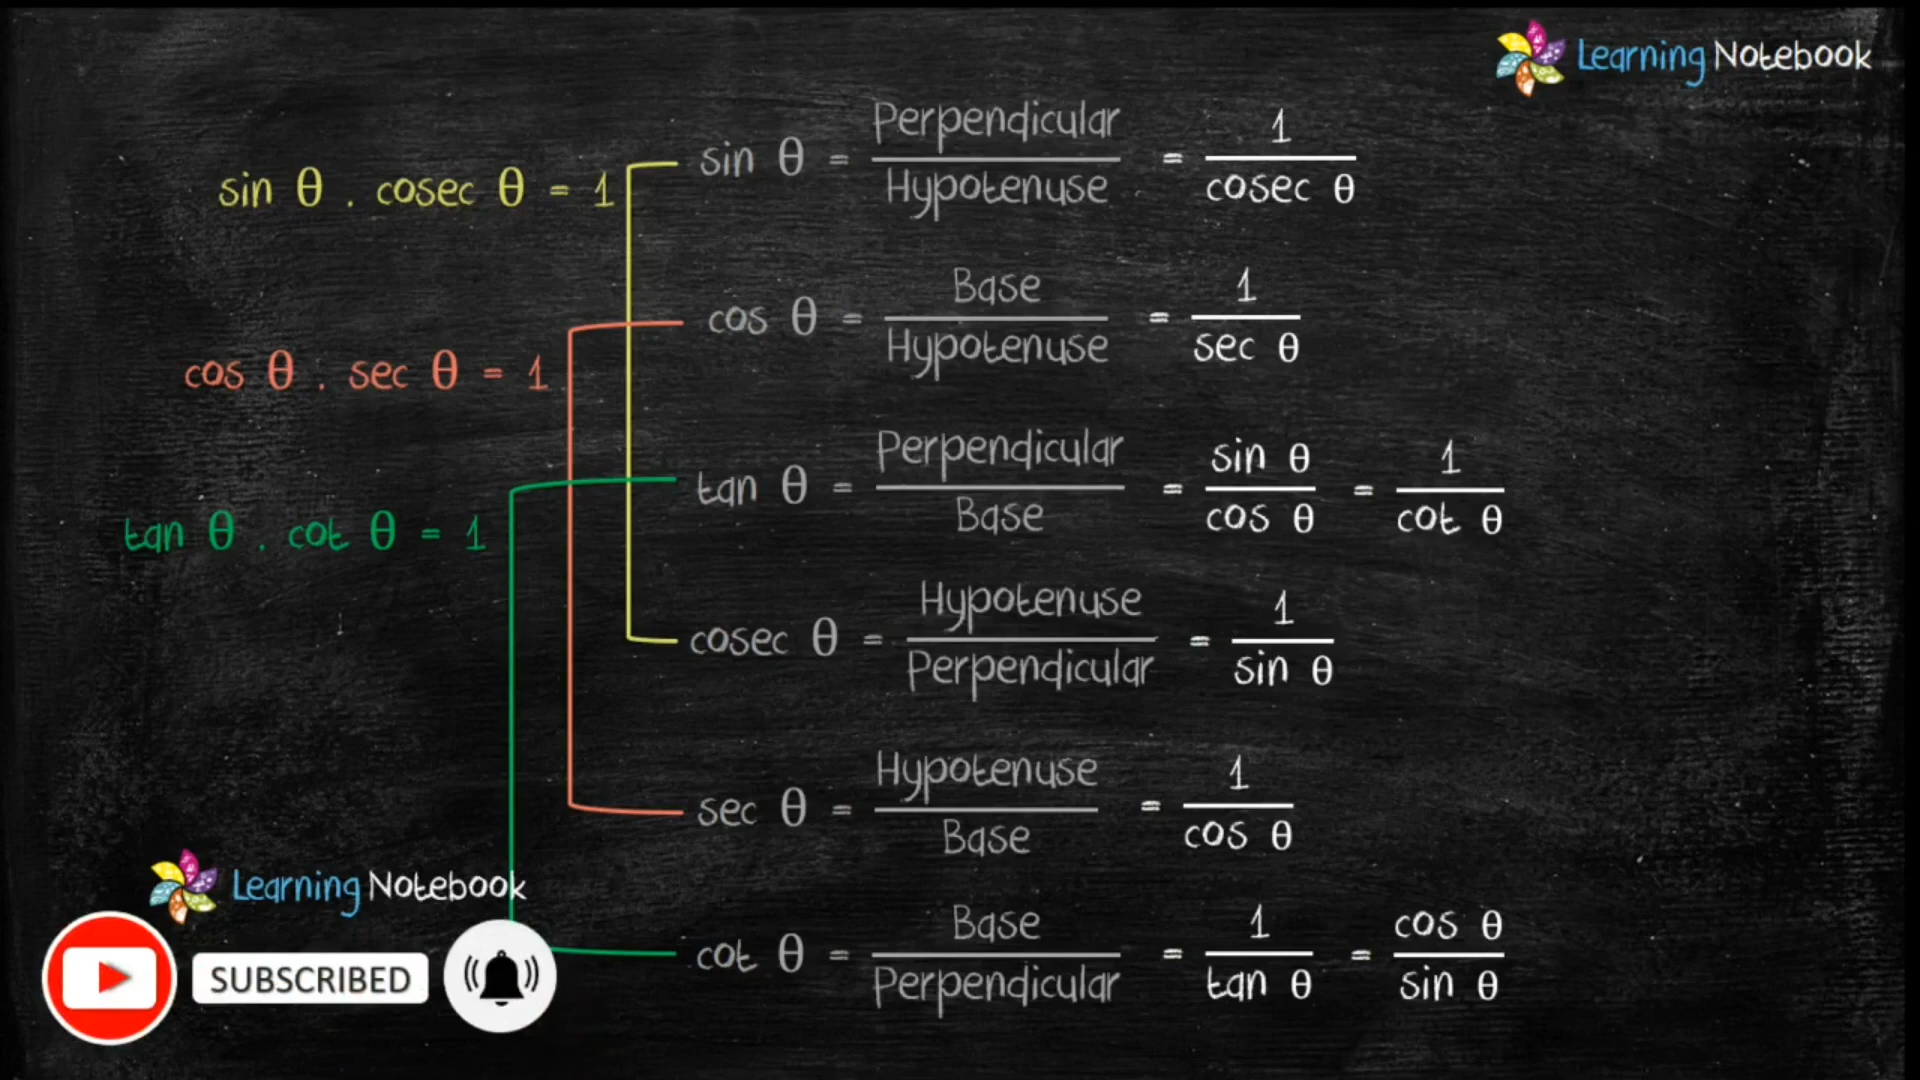 Learning Notebook
sin θ . cosec θ = 1
sin θ = Perpendicular / Hypotenuse = 1 / cosec θ
cos θ = Base / Hypotenuse = 1 / sec θ
cos θ . sec θ = 1
tan θ = Perpendicular / Base = sin θ / cos θ = 1 / cot θ
tan θ . cot θ = 1
cosec θ = Hypotenuse / Perpendicular = 1 / sin θ
sec θ = Hypotenuse / Base = 1 / cos θ
Learning Notebook
SUBSCRIBED
cot θ = Base / Perpendicular = 1 / tan θ = cos θ / sin θ